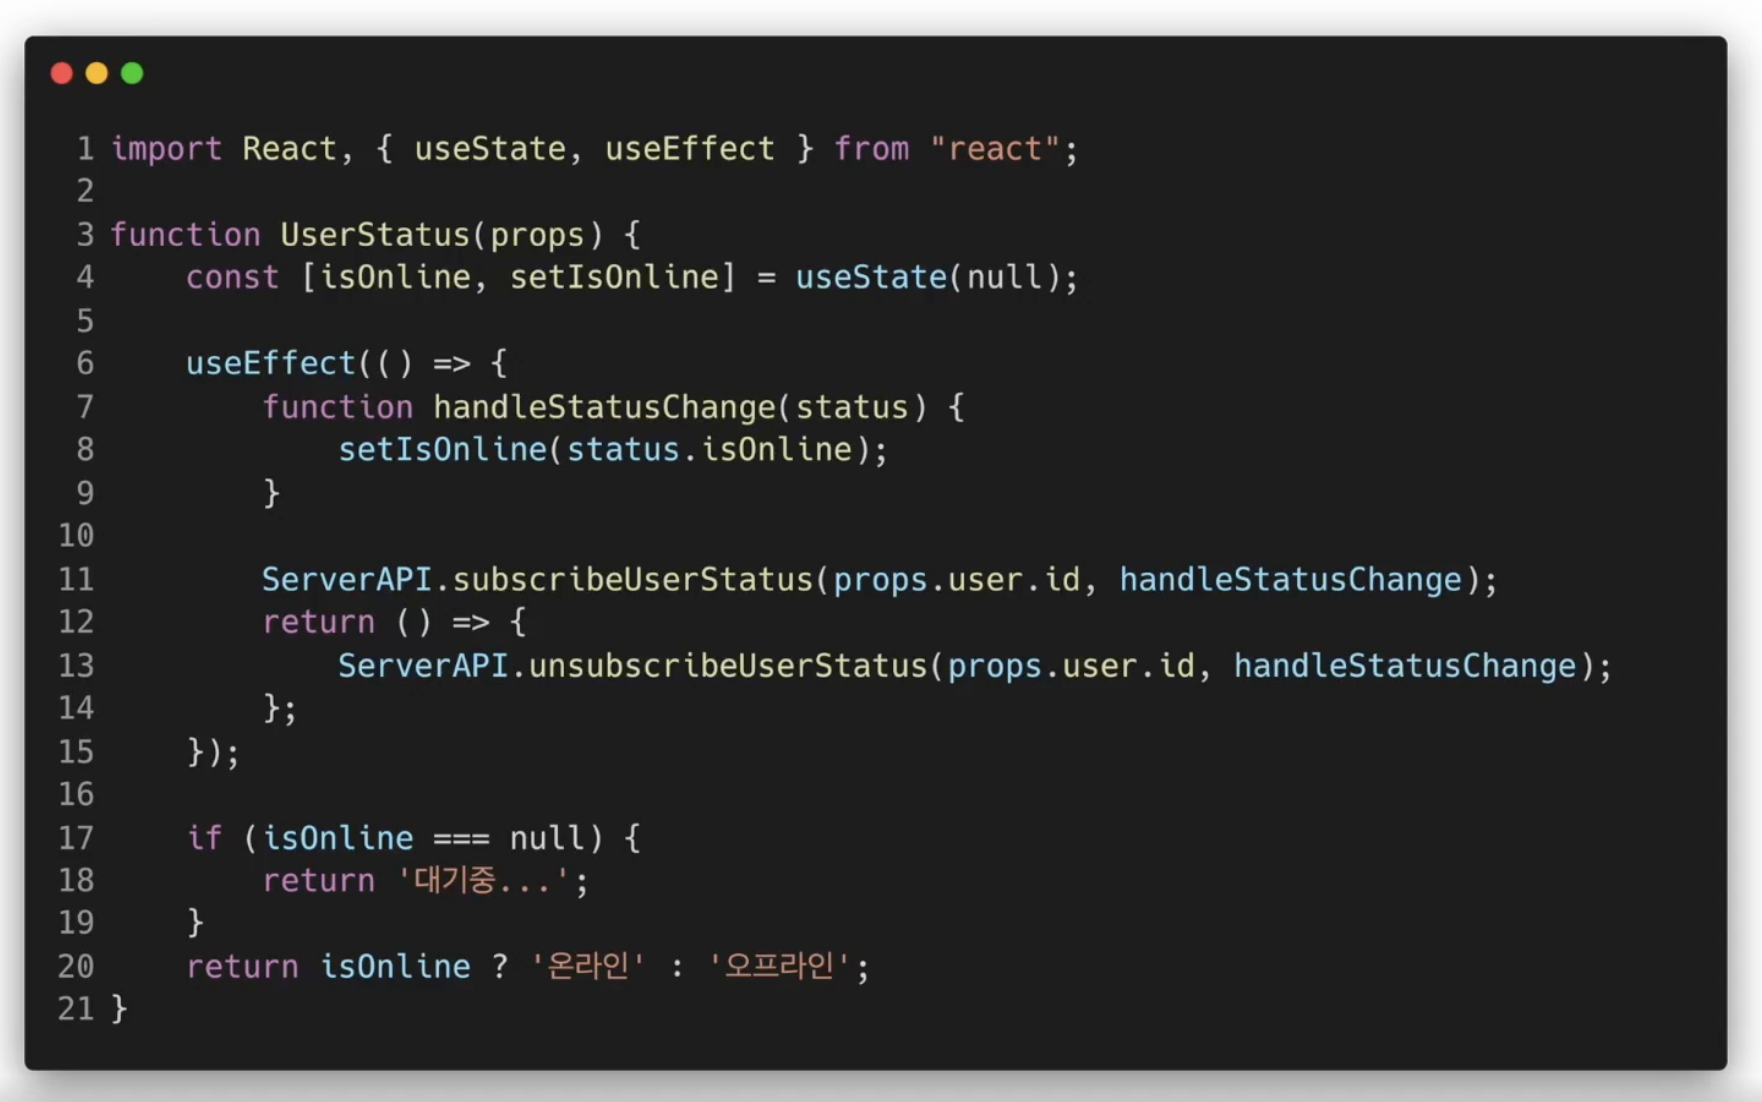 1 import React, { useState, useEffect } from "react";
2
3 function UserStatus(props) {
4     const [isOnline, setIsOnline] = useState(null);
5
6     useEffect(() => {
7         function handleStatusChange(status) {
8             setIsOnline(status.isOnline);
9         }
10
11         ServerAPI.subscribeUserStatus(props.user.id, handleStatusChange);
12         return () => {
13             ServerAPI.unsubscribeUserStatus(props.user.id, handleStatusChange);
14         };
15     });
16
17     if (isOnline === null) {
18         return '대기중...';
19     }
20     return isOnline ? '온라인' : '오프라인';
21 }